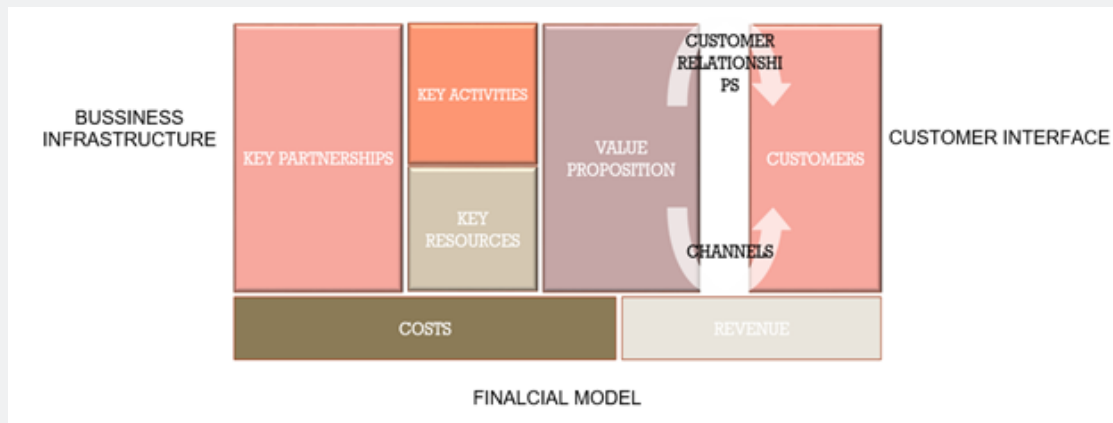 BUSSINESS
INFRASTRUCTURE
KEY PARTNERSHIPS
KEY ACTIVITIES
KEY
RESOURCES
VALUE
PROPOSITION
CUSTOMER
RELATIONSHI
PS
CHANNELS
CUSTOMERS
CUSTOMER INTERFACE
COSTS
REVENUE
FINALCIAL MODEL